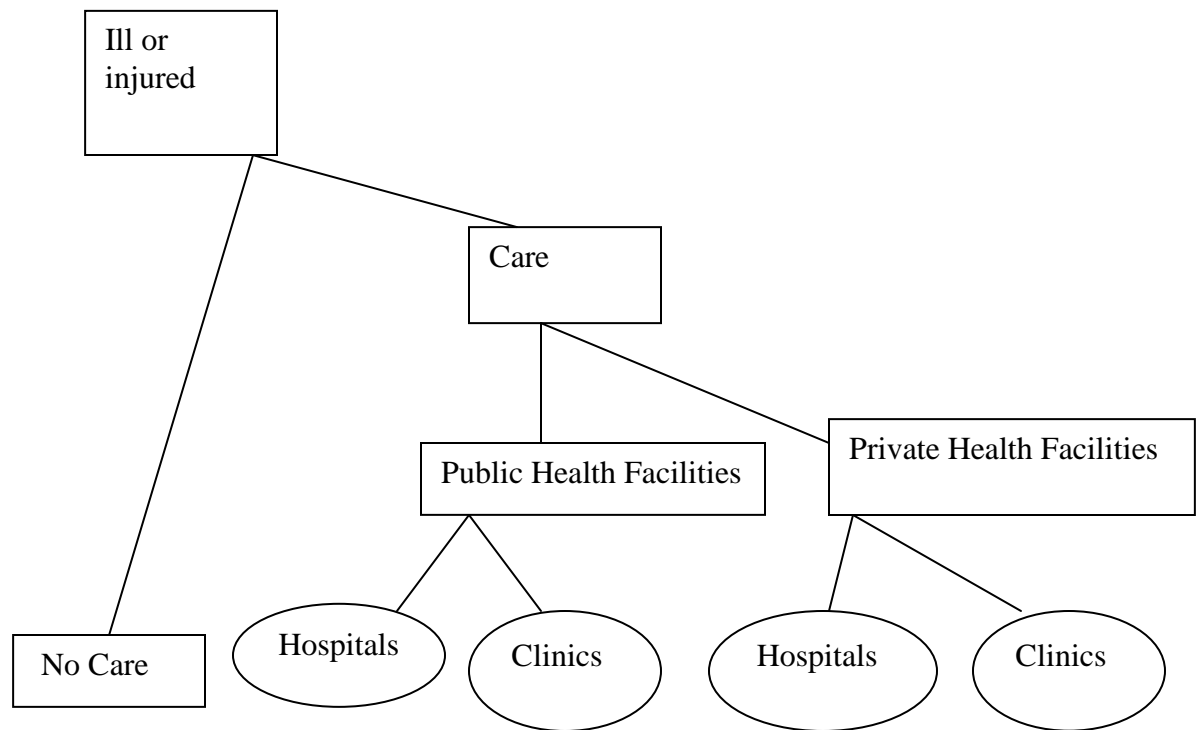 Ill or
injured
Care
Public Health Facilities
Private Health Facilities
Hospitals
Clinics
Hospitals
Clinics
No Care